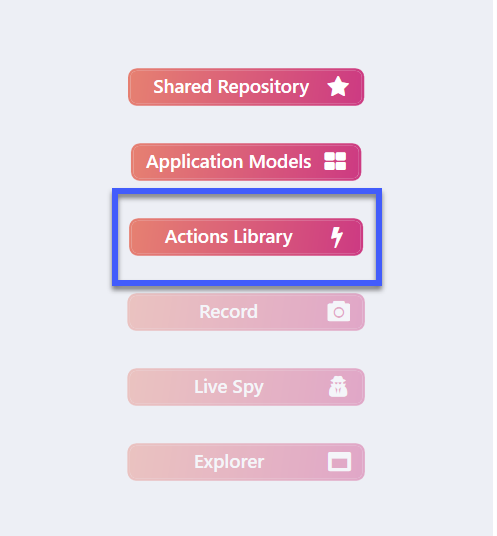 Shared Repository
Application Models
Actions Library
Record
Live Spy
Explorer